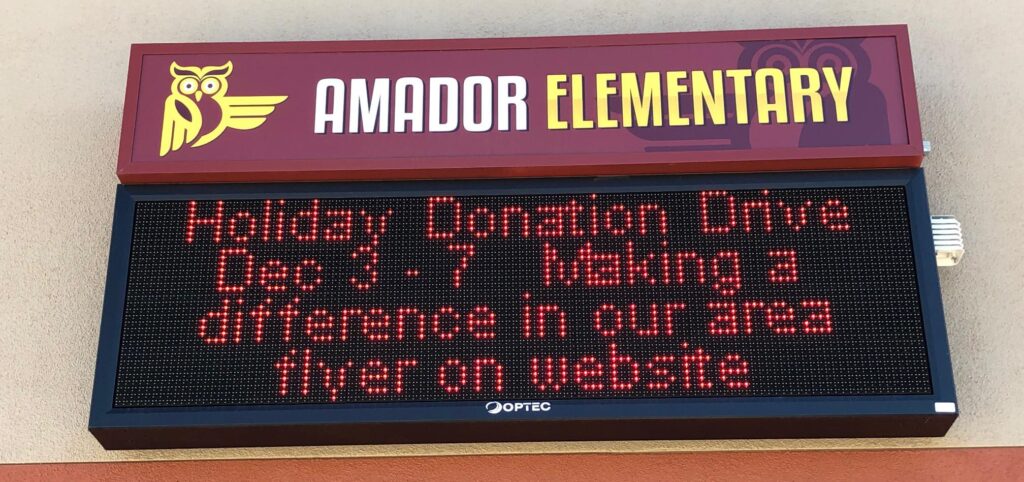 AMADOR ELEMENTARY
Holiday Donation Drive
Dec 3 - 7 Making a
difference in our area
flyer on website
OPTEC